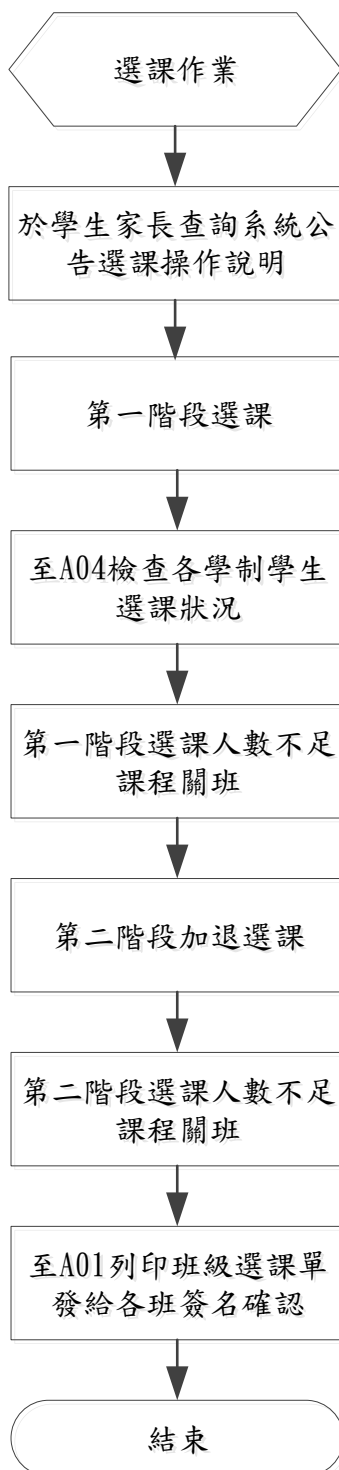 選課作業
於學生家長查詢系統公
告選課操作說明
第一階段選課
至A04檢查各學制學生
選課狀況
第一階段選課人數不足
課程關班
第二階段加退選課
第二階段選課人數不足
課程關班
至A01列印班級選課單
發給各班簽名確認
結束